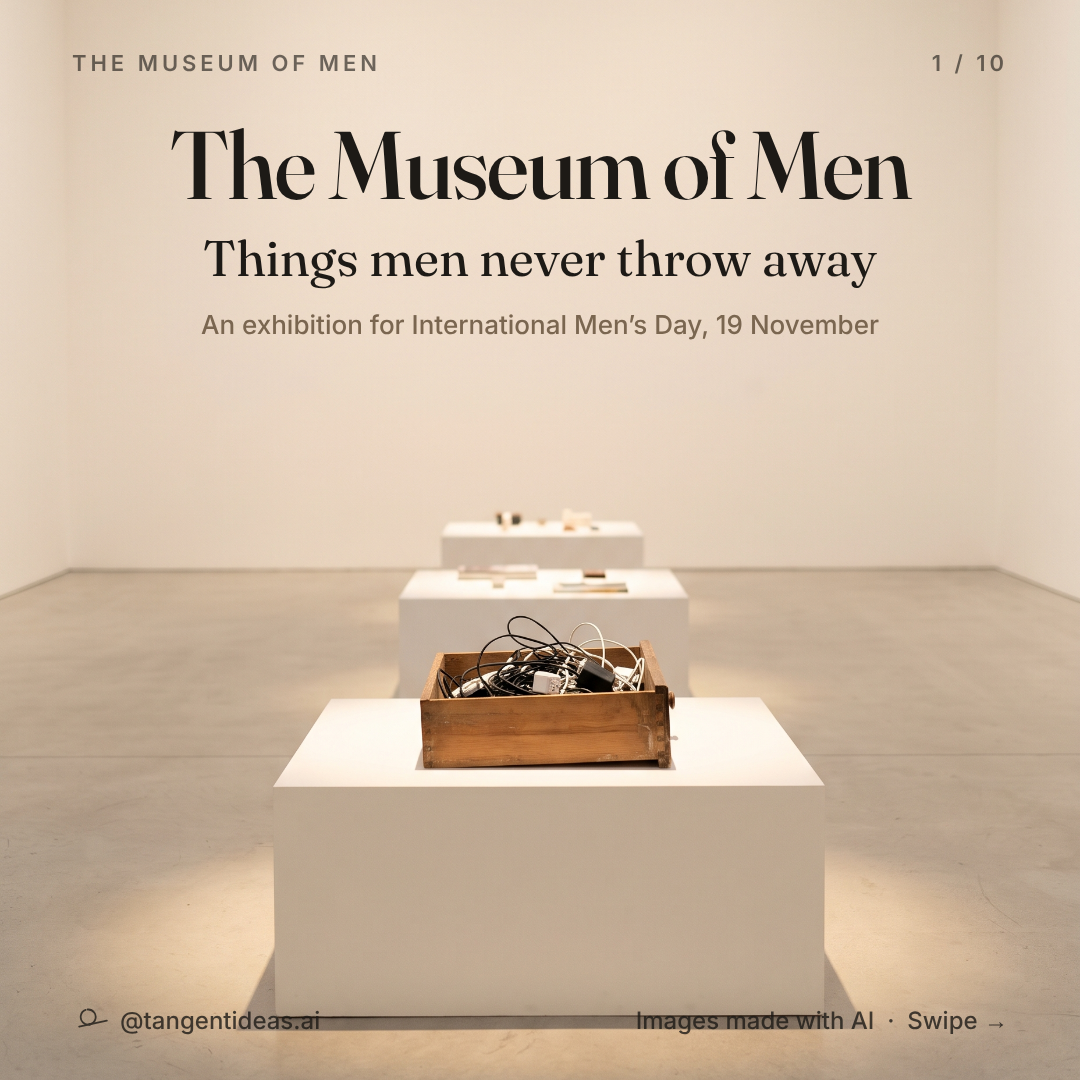 THE MUSEUM OF MEN
1 / 10
The Museum of Men
Things men never throw away
An exhibition for International Men’s Day, 19 November
@tangentideas.ai
Images made with AI · Swipe →